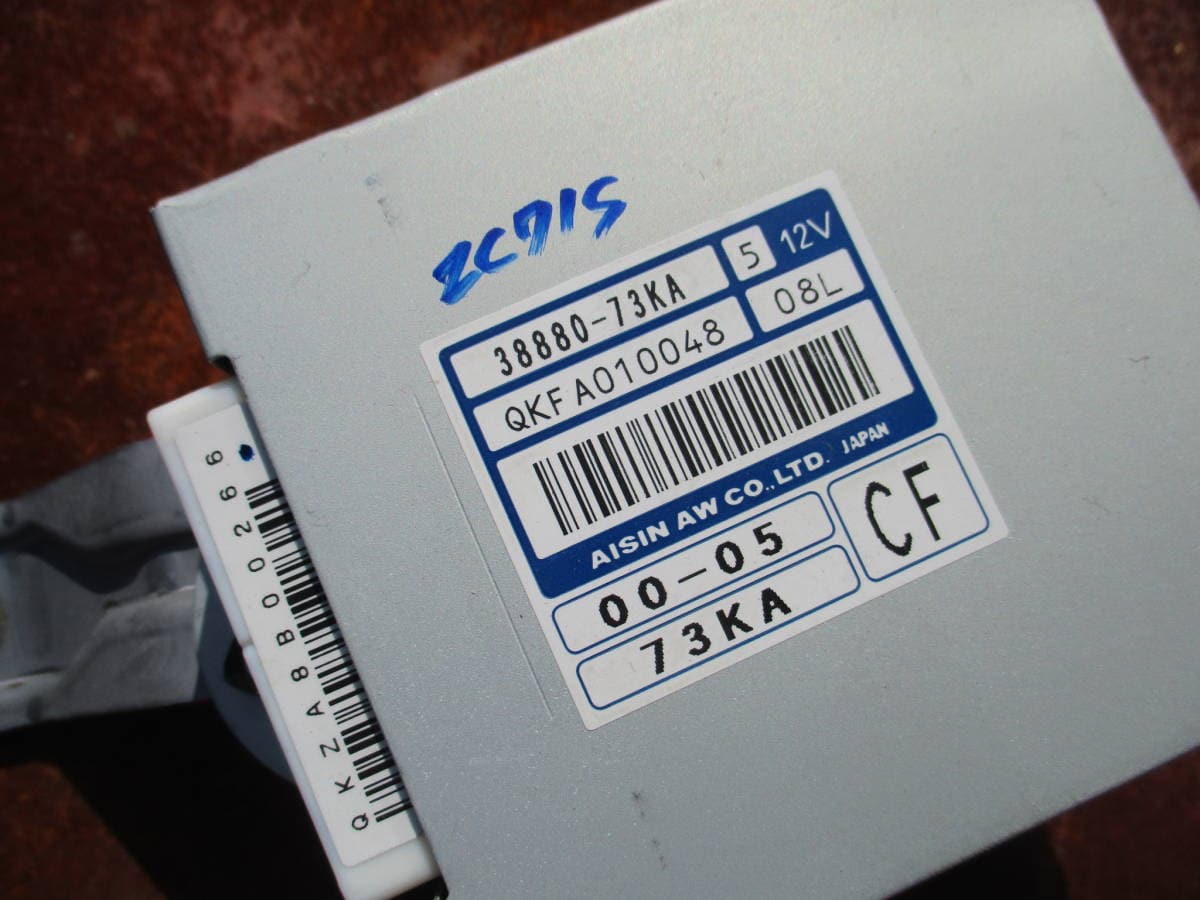 ZC71S
38880-73KA
5
12V
QKFA010048
08L
AISIN AW CO.,LTD. JAPAN
00-05
CF
73KA
QKZA8B00266